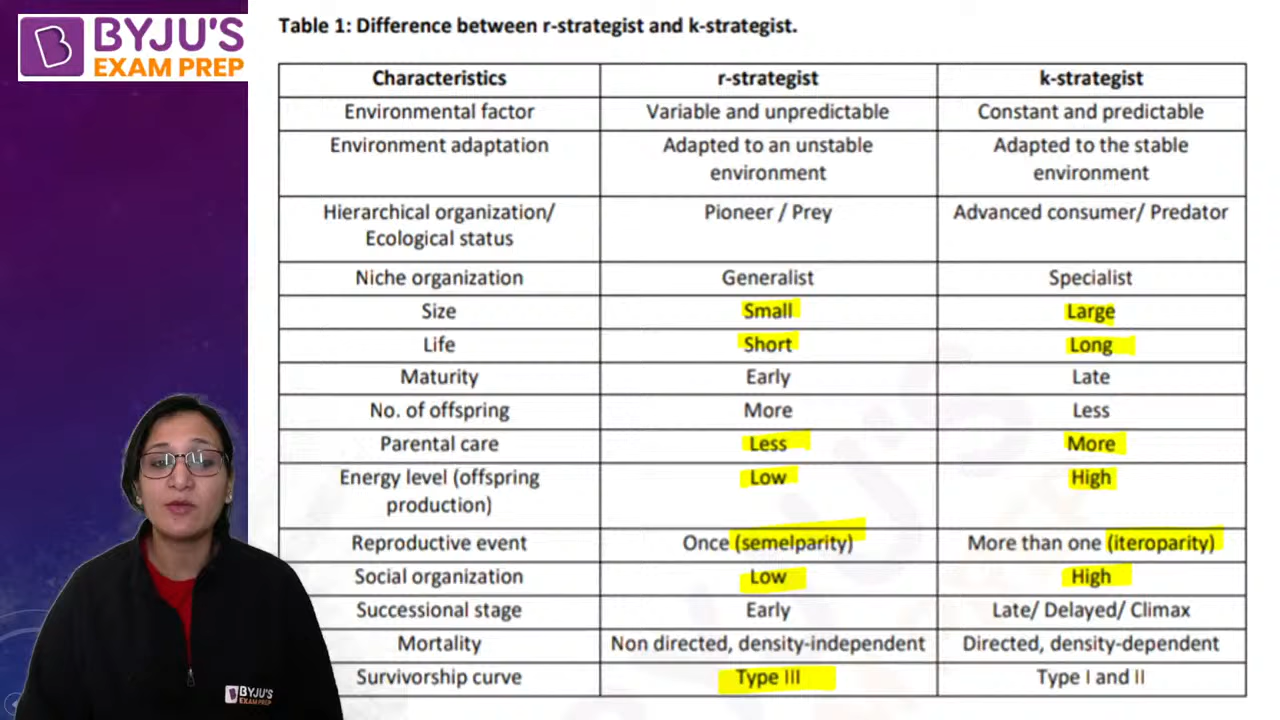 BYJU'S
EXAM PREP
Table 1: Difference between r-strategist and k-strategist.
Characteristics r-strategist k-strategist
Environmental factor Variable and unpredictable Constant and predictable
Environment adaptation Adapted to an unstable environment Adapted to the stable environment
Hierarchical organization/ Ecological status Pioneer / Prey Advanced consumer/ Predator
Niche organization Generalist Specialist
Size Small Large
Life Short Long
Maturity Early Late
No. of offspring More Less
Parental care Less More
Energy level (offspring production) Low High
Reproductive event Once (semelparity) More than one (iteroparity)
Social organization Low High
Successional stage Early Late/ Delayed/ Climax
Mortality Non directed, density-independent Directed, density-dependent
Survivorship curve Type III Type I and II
BYJU'S
EXAM PREP